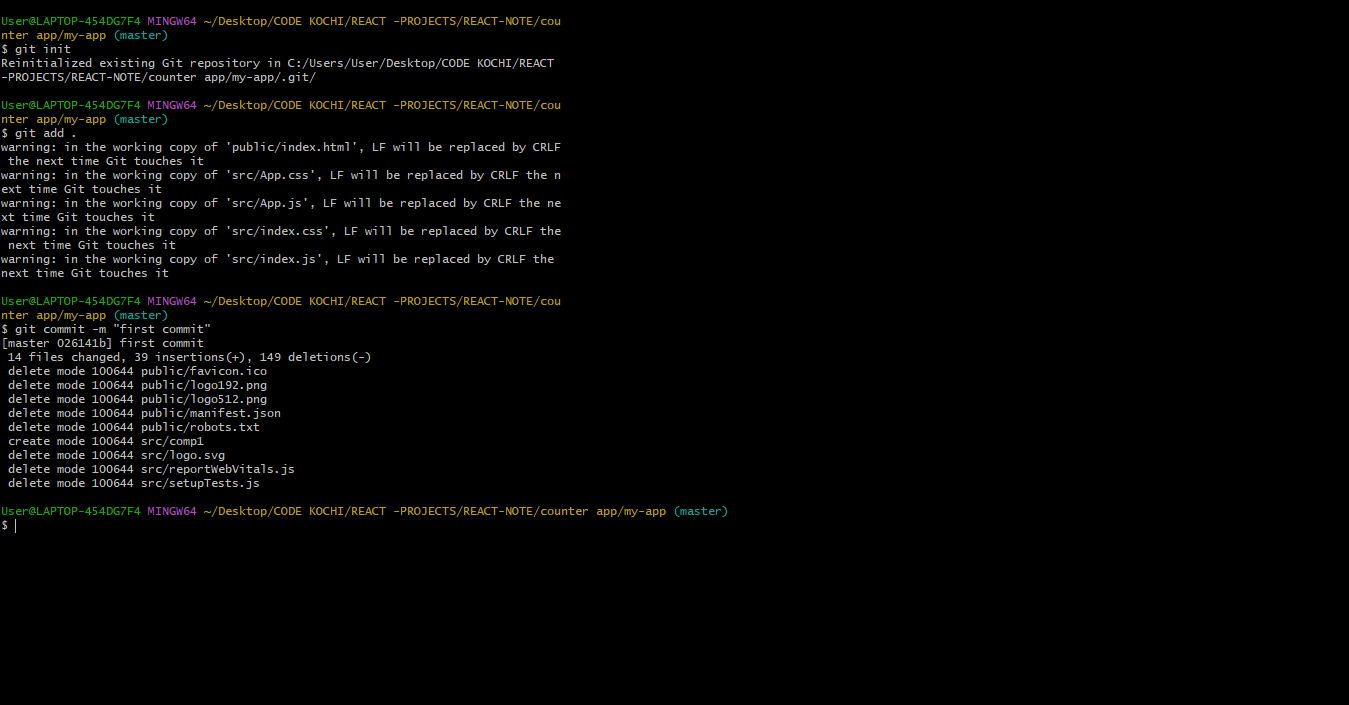 User@LAPTOP-454DG7F4 MINGW64 ~/Desktop/CODE KOCHI/REACT -PROJECTS/REACT-NOTE/cou
nter app/my-app (master)
$ git init
Reinitialized existing Git repository in C:/Users/User/Desktop/CODE KOCHI/REACT
-PROJECTS/REACT-NOTE/counter app/my-app/.git/

User@LAPTOP-454DG7F4 MINGW64 ~/Desktop/CODE KOCHI/REACT -PROJECTS/REACT-NOTE/cou
nter app/my-app (master)
$ git add .
warning: in the working copy of 'public/index.html', LF will be replaced by CRLF
 the next time Git touches it
warning: in the working copy of 'src/App.css', LF will be replaced by CRLF the n
ext time Git touches it
warning: in the working copy of 'src/App.js', LF will be replaced by CRLF the ne
xt time Git touches it
warning: in the working copy of 'src/index.css', LF will be replaced by CRLF the
 next time Git touches it
warning: in the working copy of 'src/index.js', LF will be replaced by CRLF the
next time Git touches it

User@LAPTOP-454DG7F4 MINGW64 ~/Desktop/CODE KOCHI/REACT -PROJECTS/REACT-NOTE/cou
nter app/my-app (master)
$ git commit -m "first commit"
[master 026141b] first commit
 14 files changed, 39 insertions(+), 149 deletions(-)
 delete mode 100644 public/favicon.ico
 delete mode 100644 public/logo192.png
 delete mode 100644 public/logo512.png
 delete mode 100644 public/manifest.json
 delete mode 100644 public/robots.txt
 create mode 100644 src/comp1
 delete mode 100644 src/logo.svg
 delete mode 100644 src/reportWebVitals.js
 delete mode 100644 src/setupTests.js

User@LAPTOP-454DG7F4 MINGW64 ~/Desktop/CODE KOCHI/REACT -PROJECTS/REACT-NOTE/counter app/my-app (master)
$